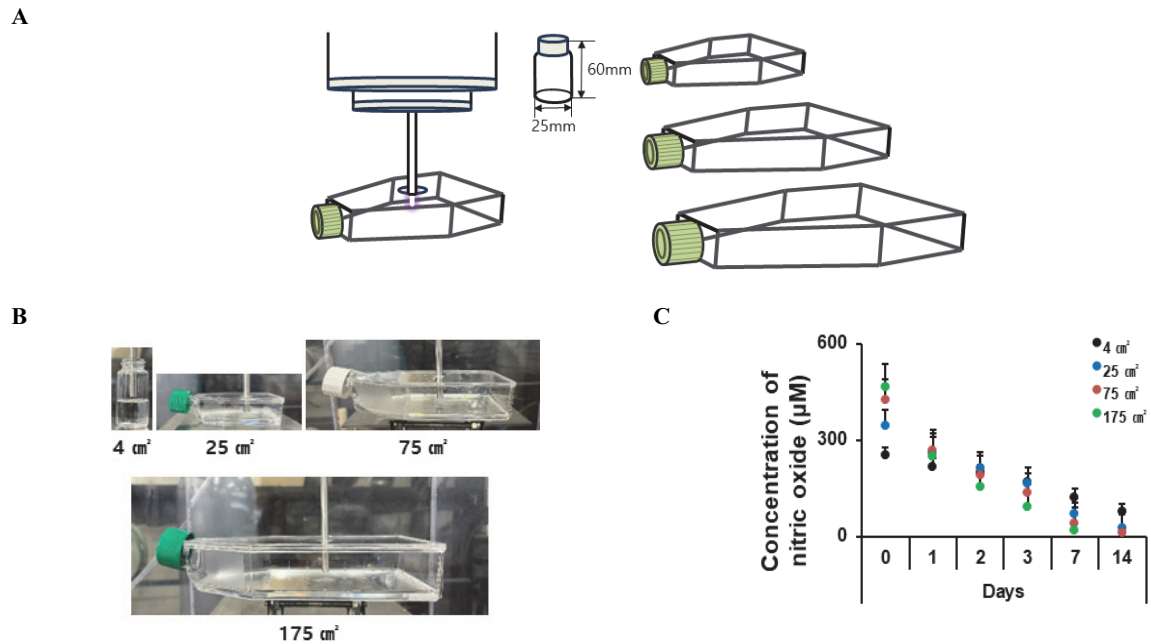 A
60mm
25mm
B
4 ㎠
25 ㎠
75 ㎠
175 ㎠
C
Concentration of
nitric oxide (μM)
600
300
0
4 ㎠
25 ㎠
75 ㎠
175 ㎠
0 1 2 3 7 14
Days